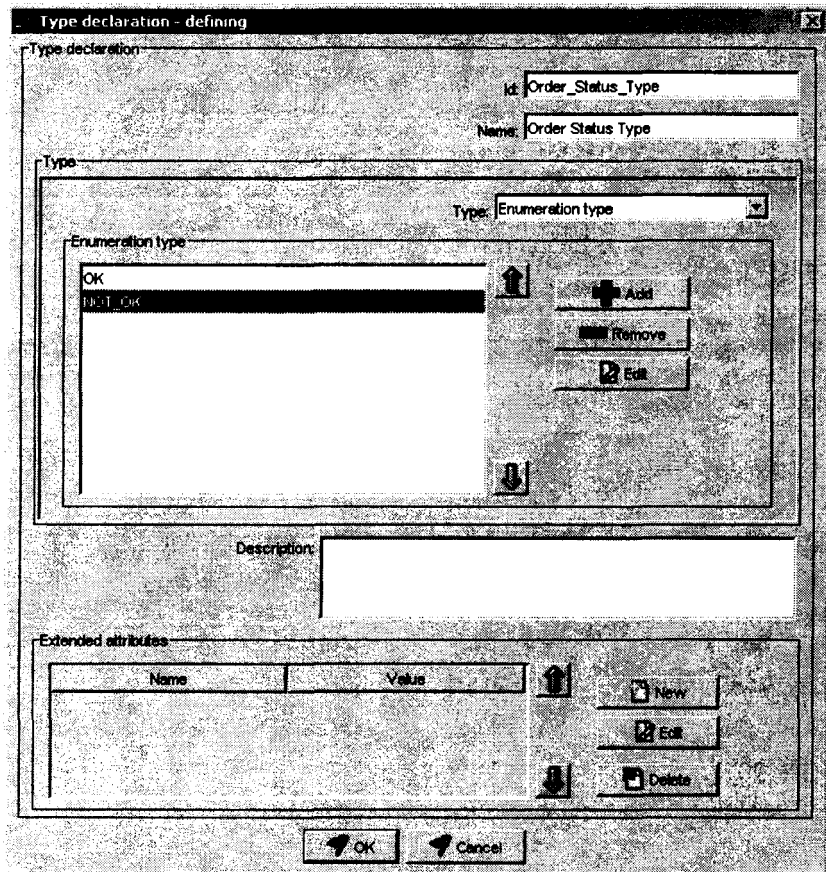 Type declaration - defining
Type declaration
Id: Order_Status_Type
Name: Order Status Type
Type
Type: Enumeration type
Enumeration type
OK
NOT_OK
Add
Remove
Edit
Description:
Extended attributes
Name Value
New
Edit
Delete
OK Cancel